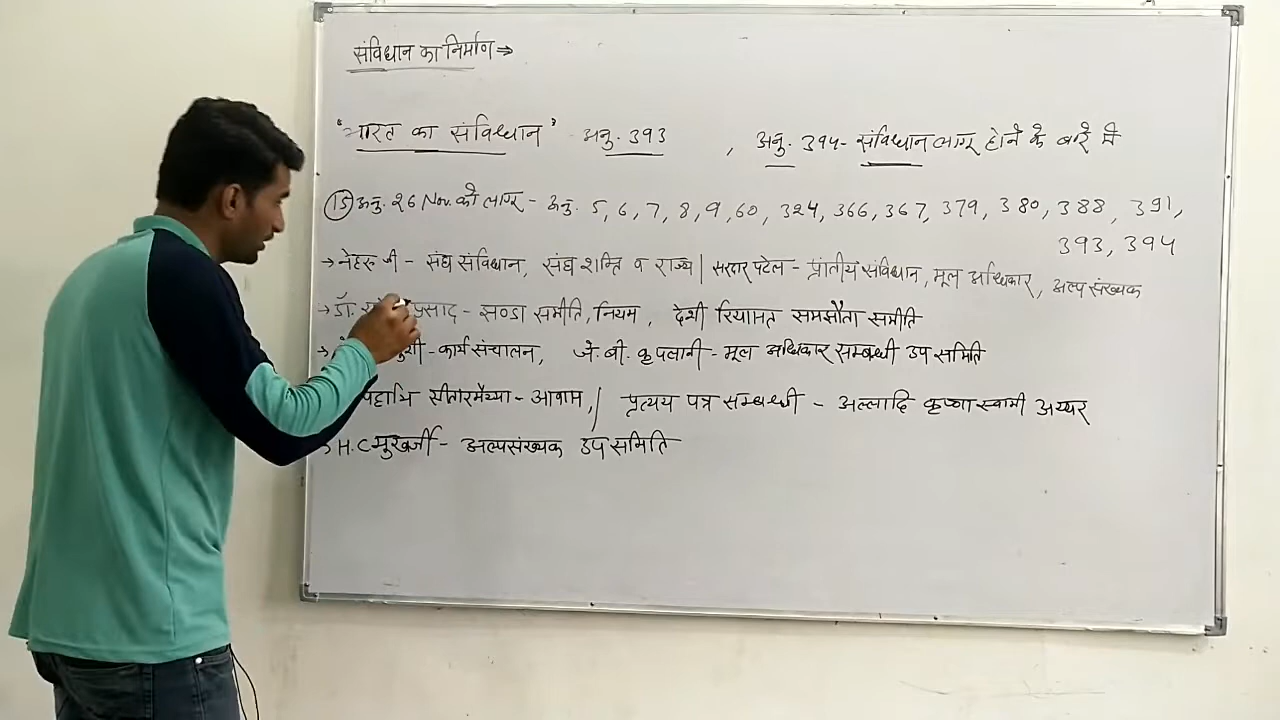 संविधान का निर्माण ⇒
"भारत का संविधान" - अनु. 393 , अनु. 394 - संविधान लागू होने के बारे में
(15) अनु. 26 Nov. को लागू - अनु. 5, 6, 7, 8, 9, 60, 324, 366, 367, 379, 380, 388, 391,
393, 394
→ नेहरु जी - संघ संविधान, संघ शक्ति व राज्य | सरदार पटेल - प्रांतीय संविधान, मूल अधिकार, अल्प संख्यक
→ डॉ. प्रसाद - सण्डा समीति, नियम, देशी रियासत समझौता समीति
→ मुंशी - कार्य संचालन, जे. बी. कृपलानी - मूल अधिकार सम्बन्धी उप समिति
पट्टाभि सीतारमैय्या - आवास, / प्रत्यय पत्र सम्बन्धी - अल्लादि कृष्णा स्वामी अय्यर
→ H.C मुखर्जी - अल्पसंख्यक उप समिति